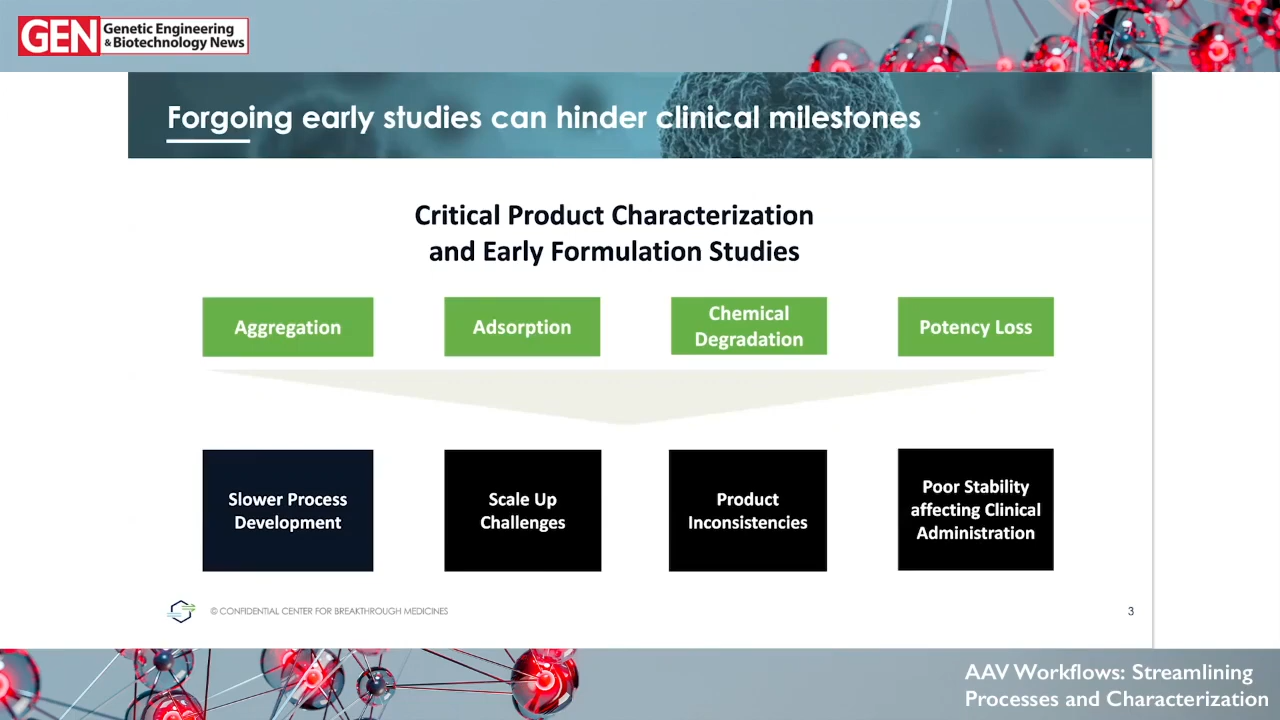 GEN Genetic Engineering
& Biotechnology News
Forgoing early studies can hinder clinical milestones
Critical Product Characterization
and Early Formulation Studies
Aggregation
Adsorption
Chemical
Degradation
Potency Loss
Slower Process
Development
Scale Up
Challenges
Product
Inconsistencies
Poor Stability
affecting Clinical
Administration
© CONFIDENTIAL CENTER FOR BREAKTHROUGH MEDICINES
3
AAV Workflows: Streamlining
Processes and Characterization